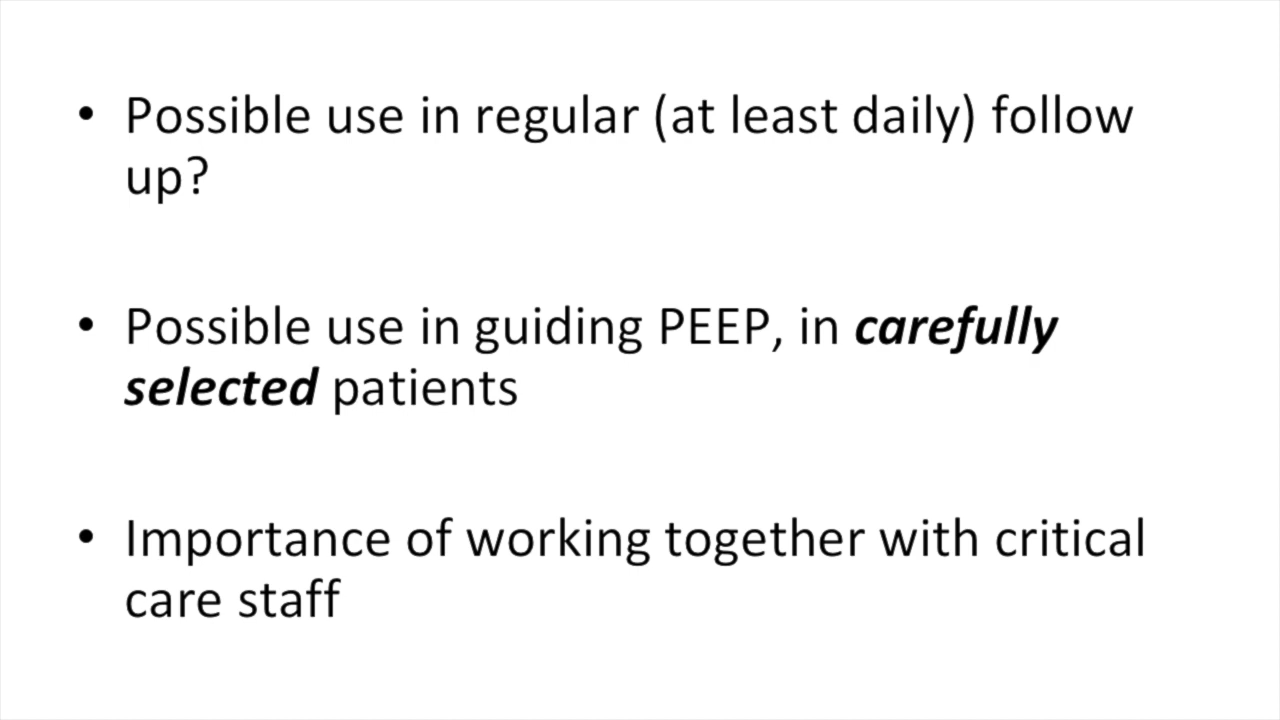 • Possible use in regular (at least daily) follow
up?
• Possible use in guiding PEEP, in carefully
selected patients
• Importance of working together with critical
care staff